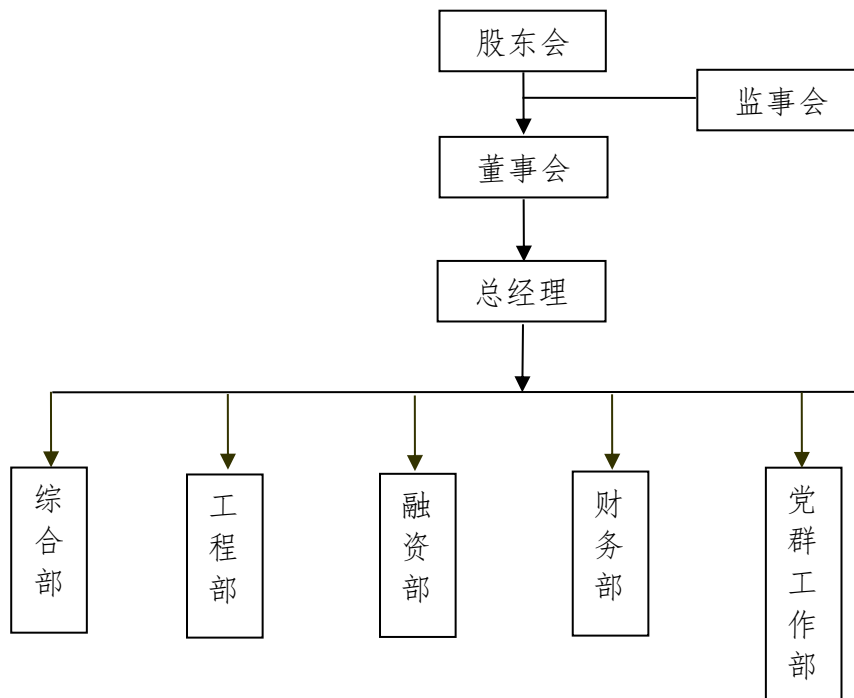 股东会
监事会
董事会
总经理
综合部
工程部
融资部
财务部
党群工作部